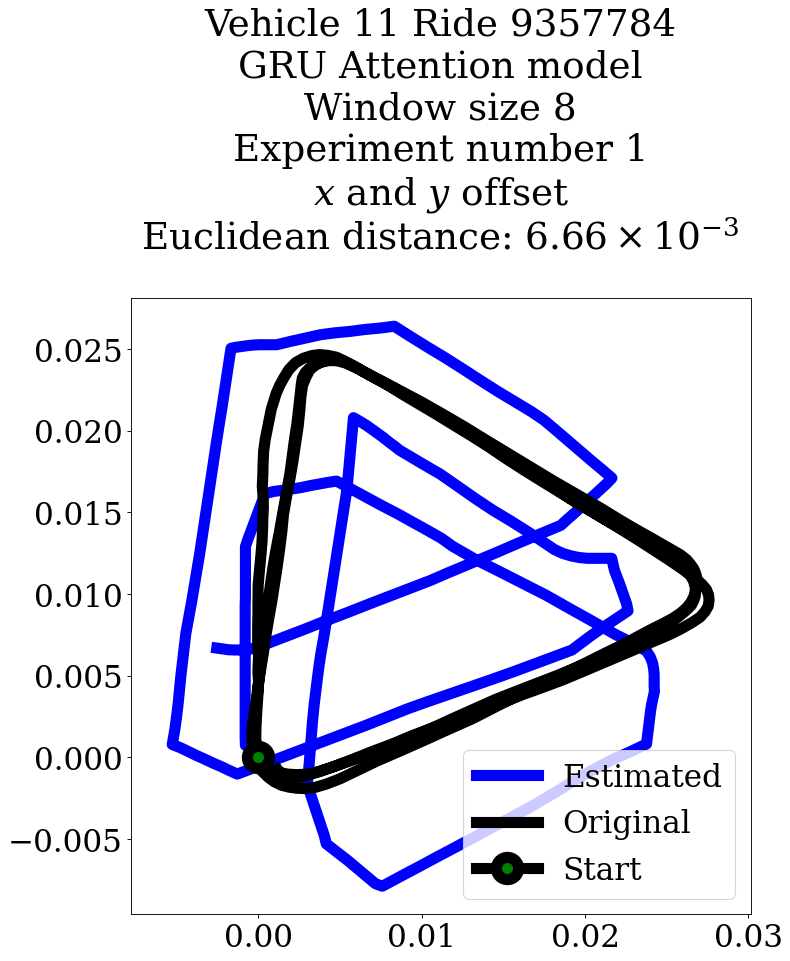 Vehicle 11 Ride 9357784
GRU Attention model
Window size 8
Experiment number 1
x and y offset
Euclidean distance: 6.66 × 10⁻³
0.025
0.020
0.015
0.010
0.005
0.000
−0.005
Estimated
Original
Start
0.00 0.01 0.02 0.03